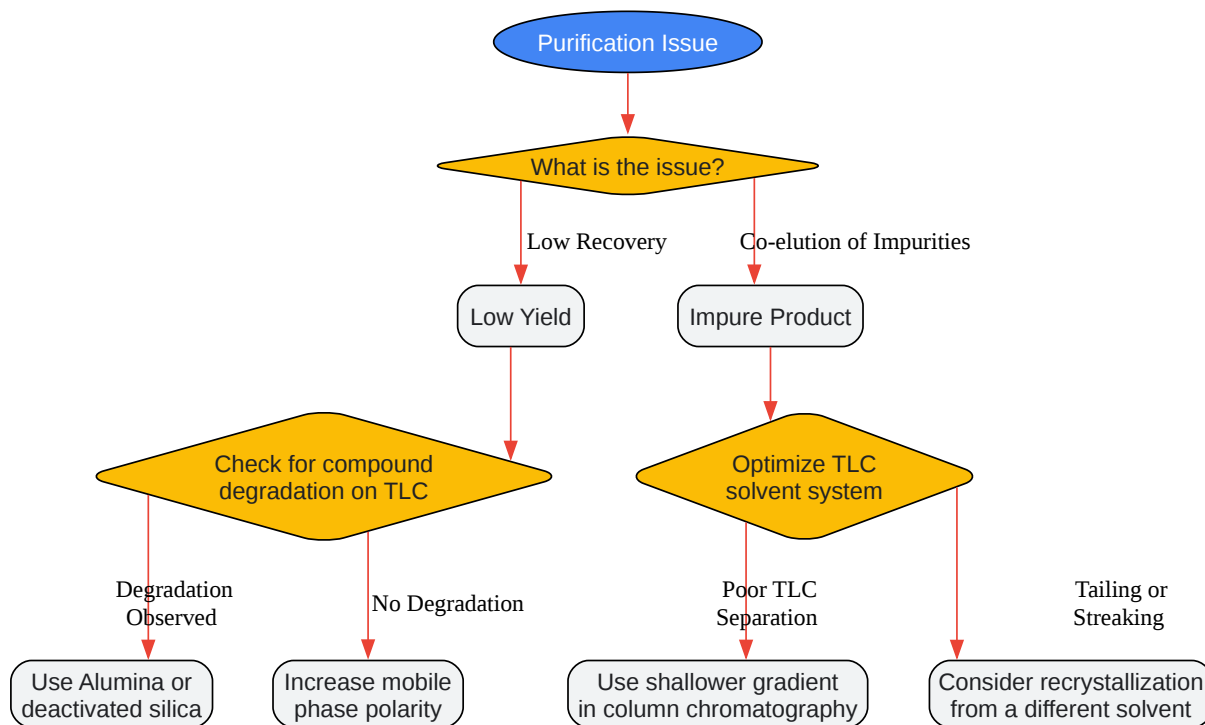 Purification Issue
What is the issue?
Low Recovery
Co-elution of Impurities
Low Yield
Impure Product
Check for compound
degradation on TLC
Optimize TLC
solvent system
Degradation
Observed
No Degradation
Poor TLC
Separation
Tailing or
Streaking
Use Alumina or
deactivated silica
Increase mobile
phase polarity
Use shallower gradient
in column chromatography
Consider recrystallization
from a different solvent